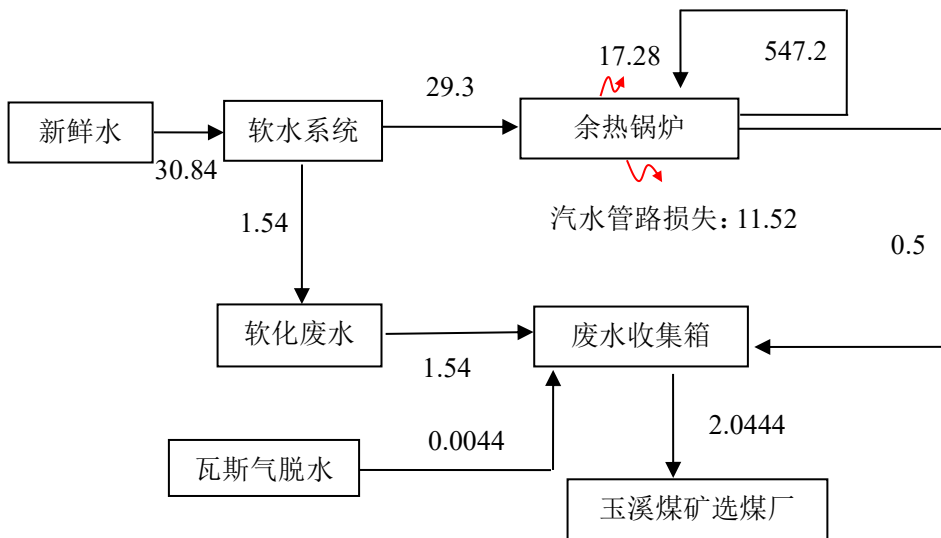 17.28
547.2
29.3
新鲜水
软水系统
余热锅炉
30.84
汽水管路损失：11.52
1.54
0.5
软化废水
废水收集箱
1.54
0.0044
2.0444
瓦斯气脱水
玉溪煤矿选煤厂